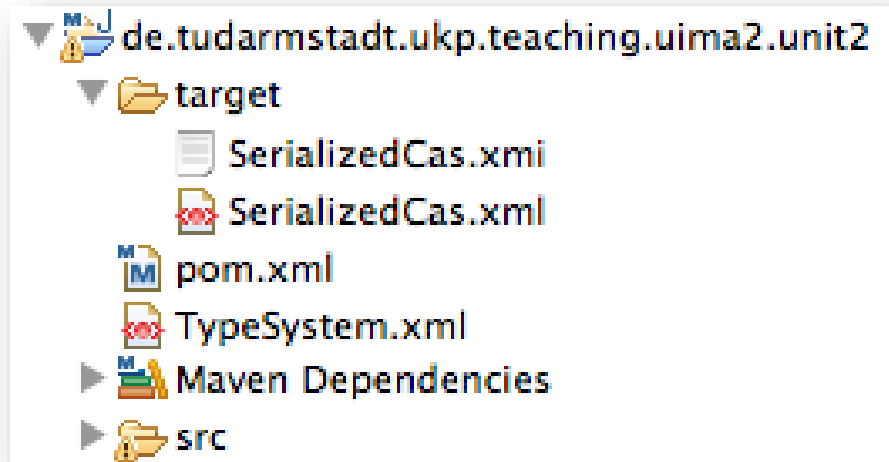 de.tudarmstadt.ukp.teaching.uima2.unit2
target
SerializedCas.xmi
SerializedCas.xml
pom.xml
TypeSystem.xml
Maven Dependencies
src